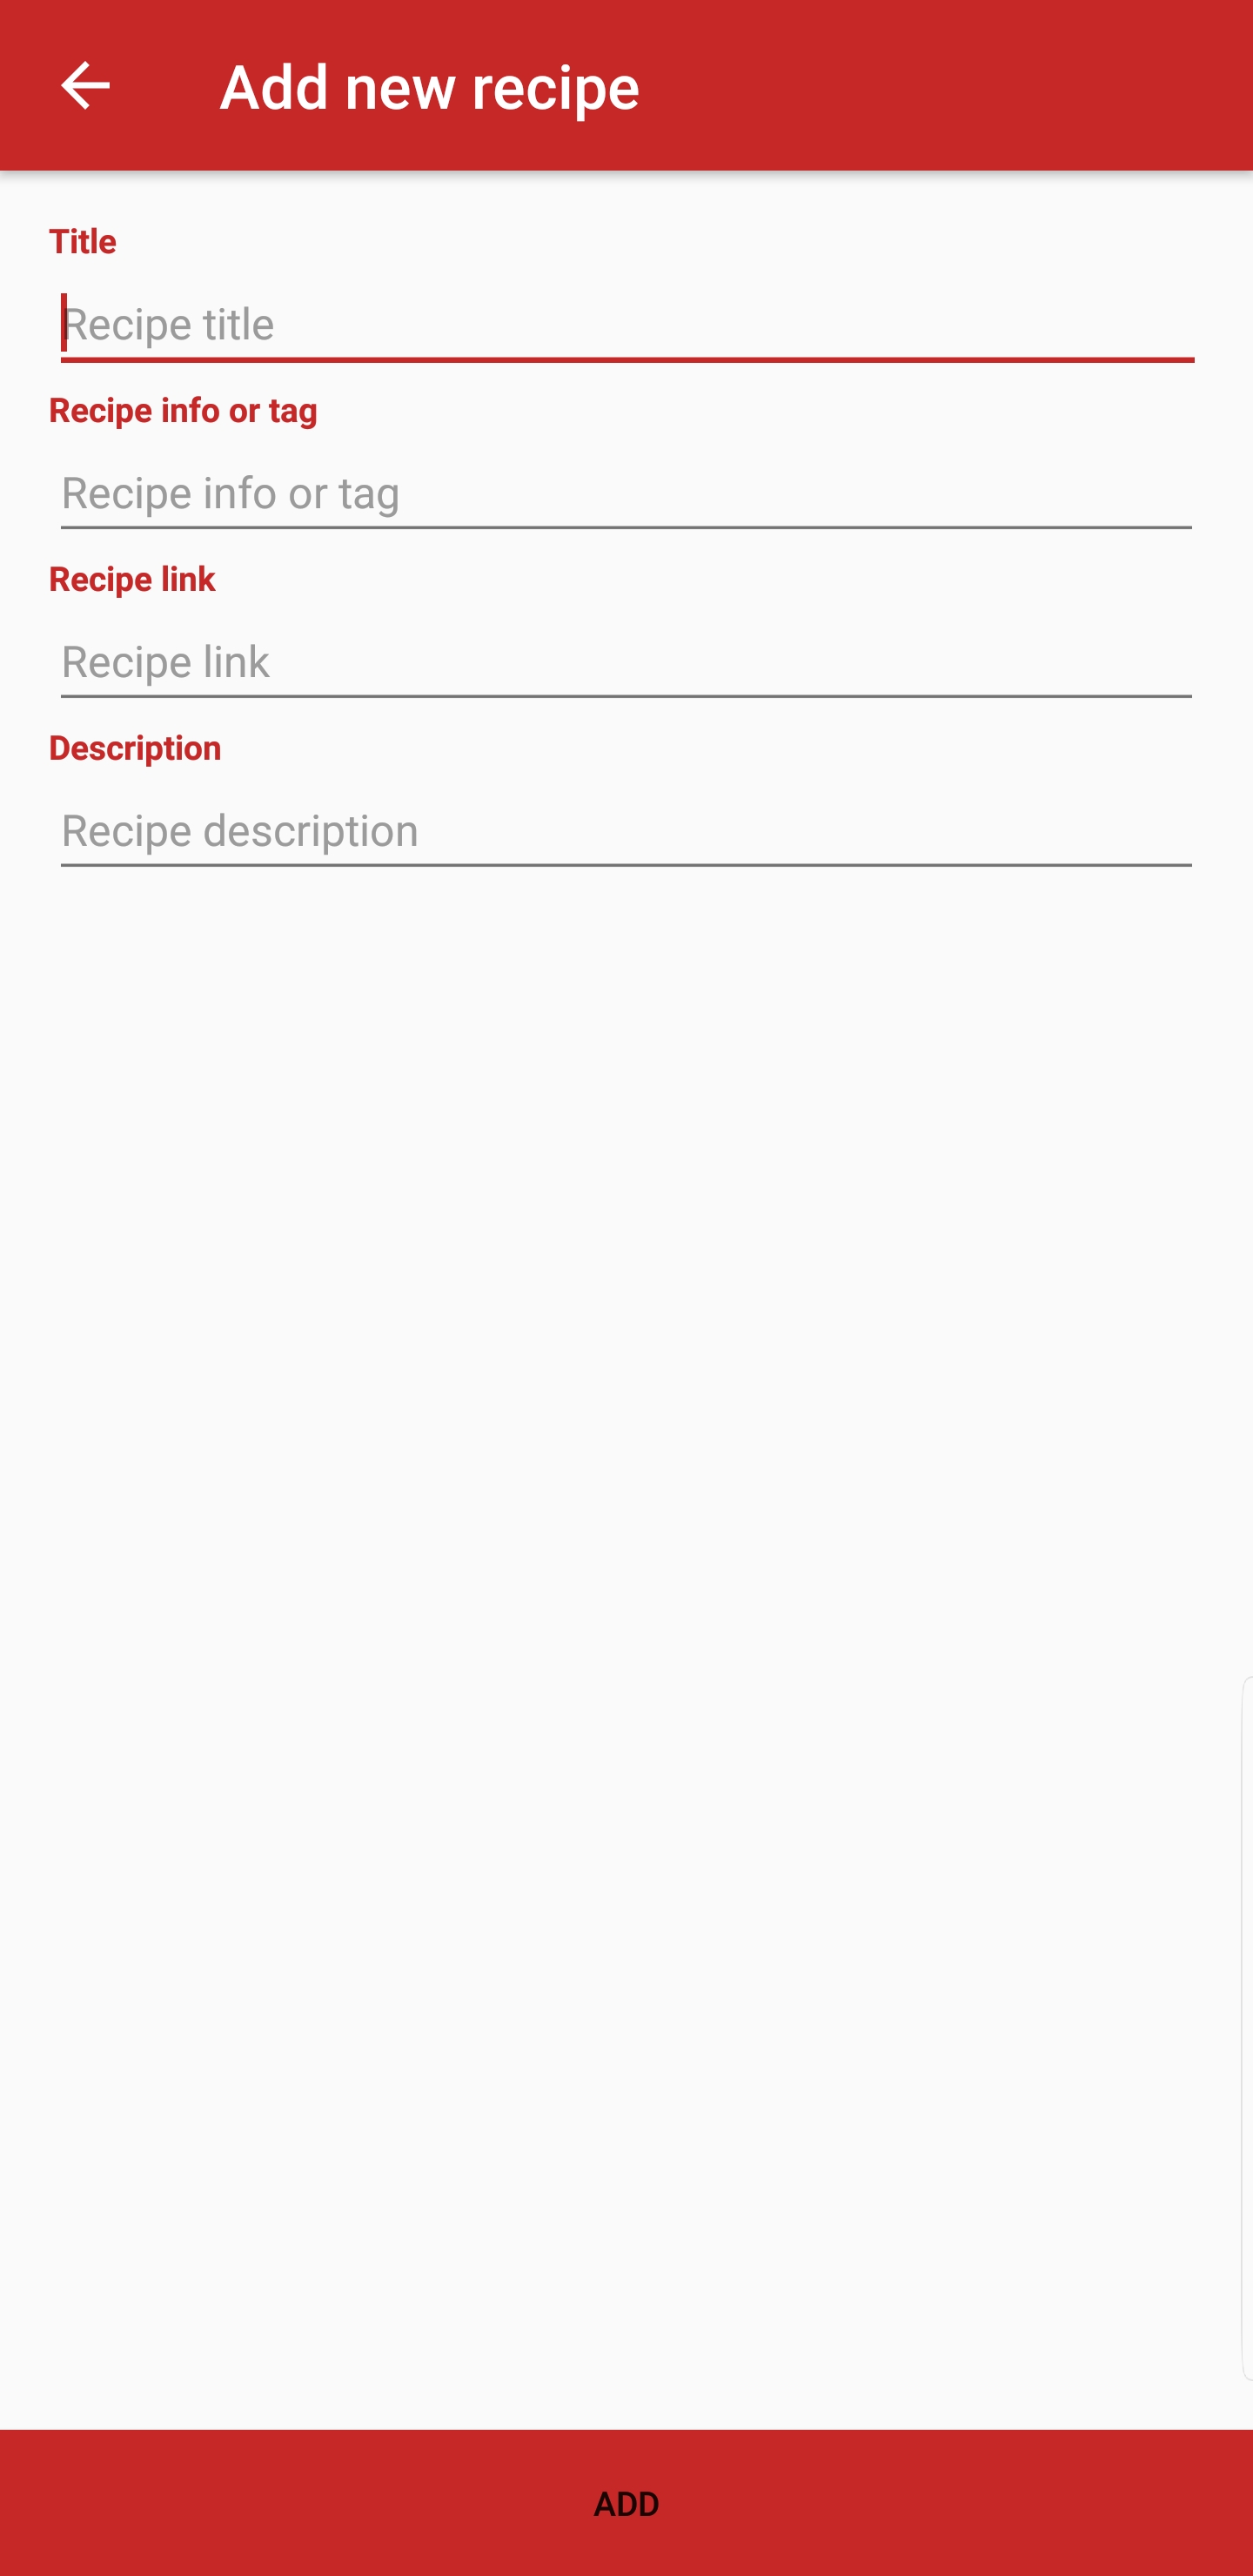 Add new recipe
Title
Recipe title
Recipe info or tag
Recipe info or tag
Recipe link
Recipe link
Description
Recipe description
ADD